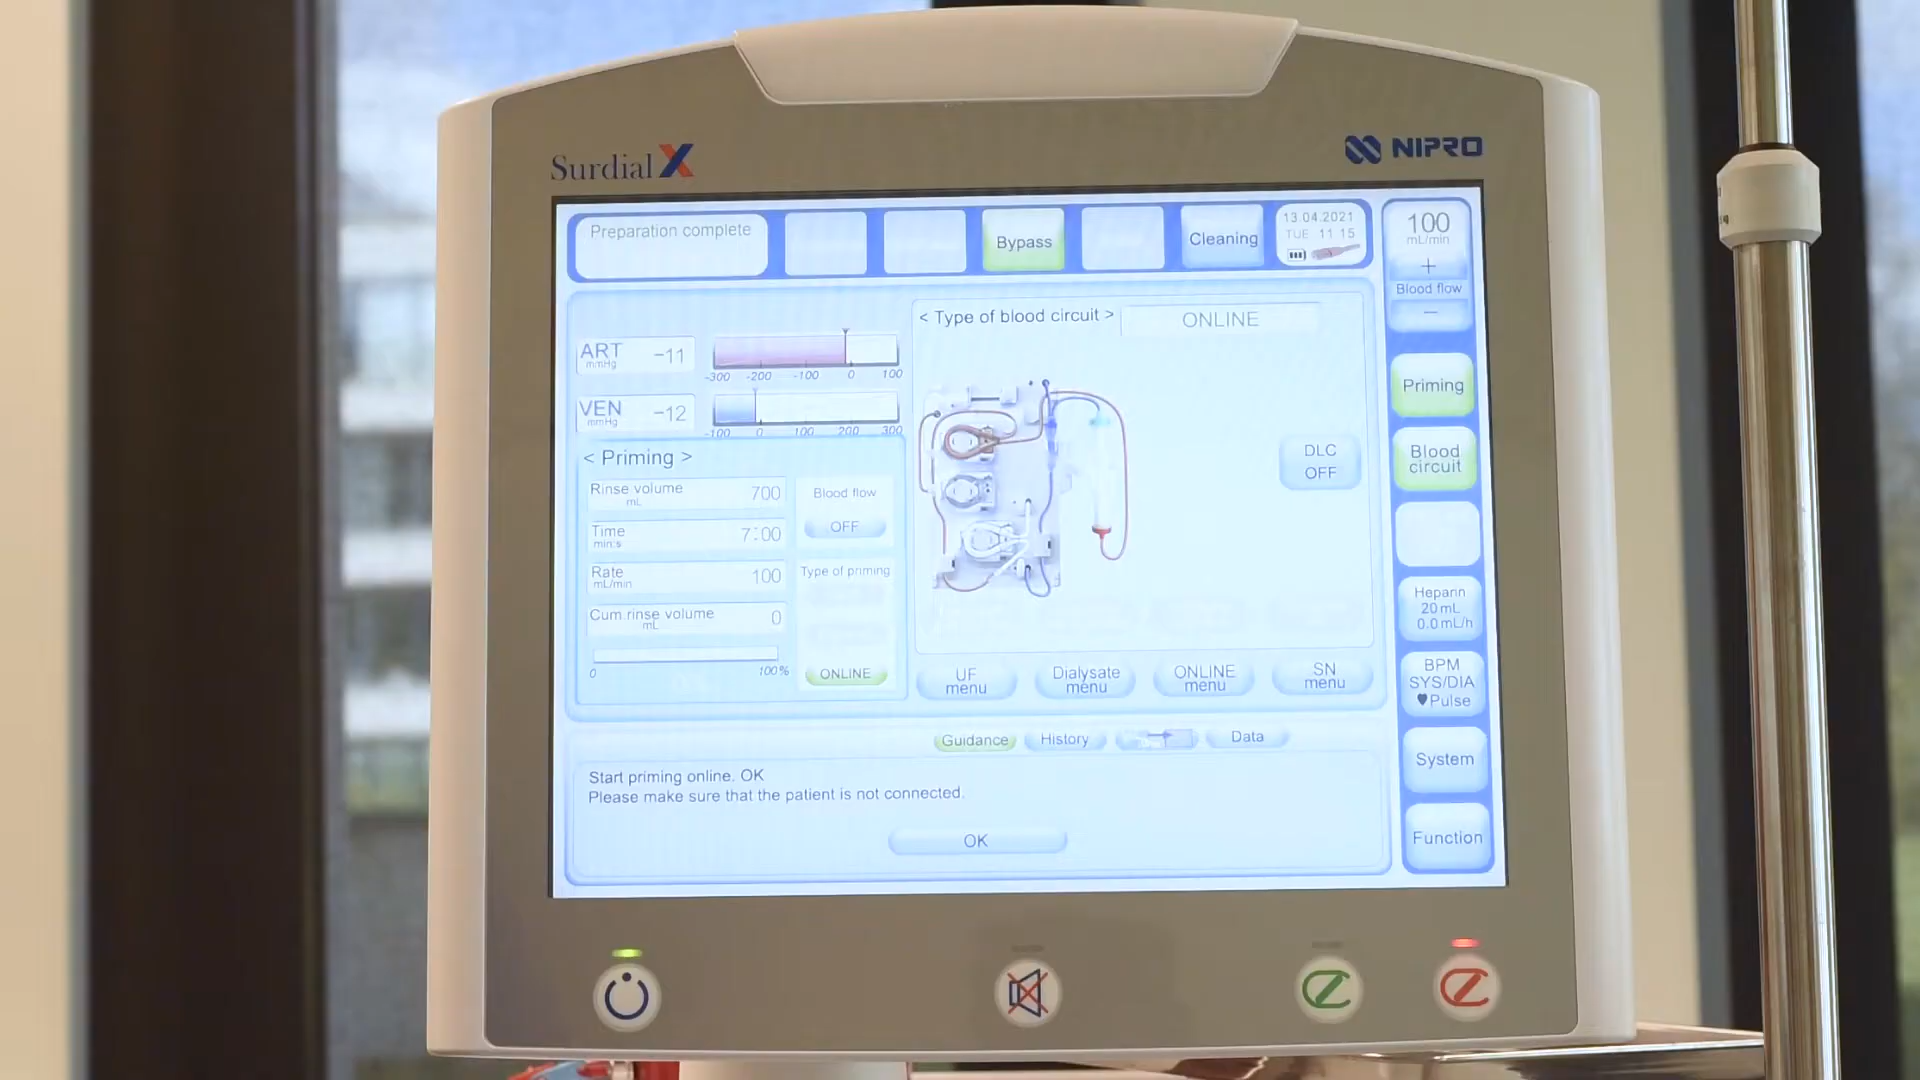 Surdial X
NIPRO
Preparation complete
Bypass
Cleaning
13.04.2021
TUE 11 15
100
mL/min
+
Blood flow
−
ART
mmHg
−11
-300 -200 -100 0 100
VEN
mmHg
−12
-100 0 100 200 300
< Type of blood circuit >
ONLINE
DLC
OFF
Priming
Blood
circuit
Heparin
20 mL
0.0 mL/h
BPM
SYS/DIA
♥Pulse
System
Function
< Priming >
Rinse volume
mL
700
Time
min:s
7:00
Rate
mL/min
100
Cum.rinse volume
mL
0
0 100%
Blood flow
OFF
Type of priming
ONLINE
UF
menu
Dialysate
menu
ONLINE
menu
SN
menu
Guidance
History
Data
Start priming online. OK
Please make sure that the patient is not connected.
OK